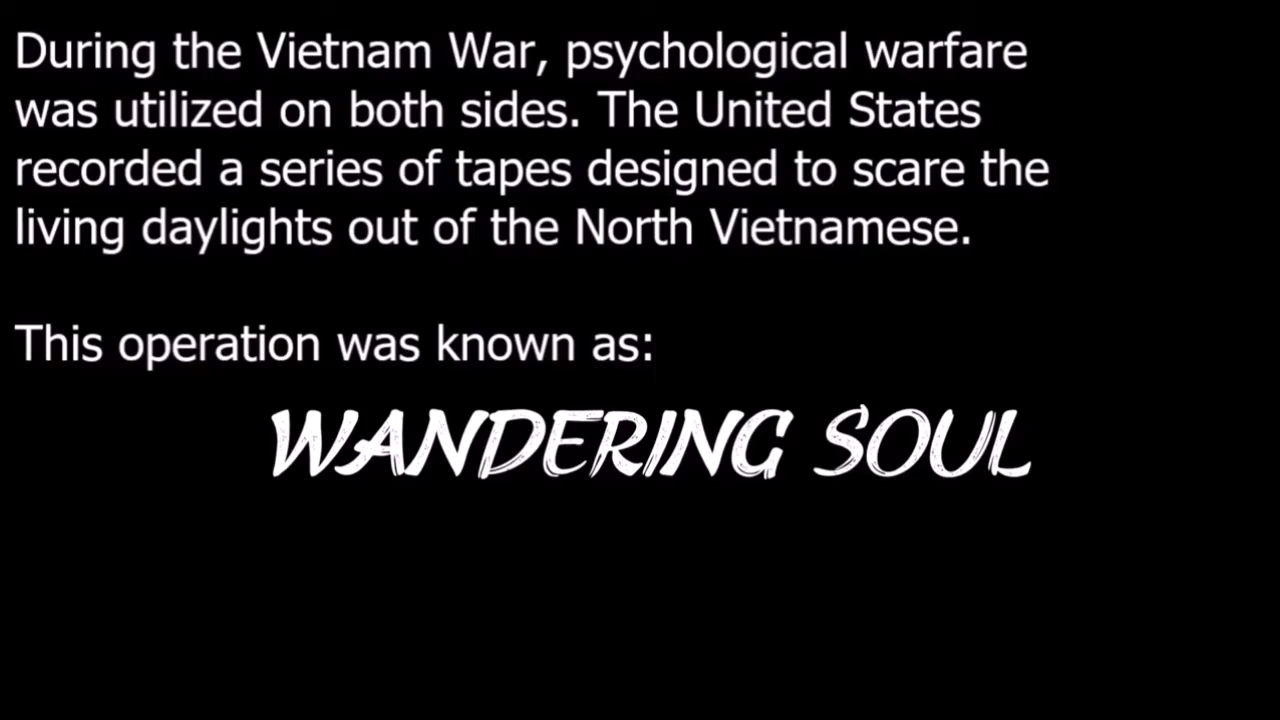 During the Vietnam War, psychological warfare
was utilized on both sides. The United States
recorded a series of tapes designed to scare the
living daylights out of the North Vietnamese.
This operation was known as:
WANDERING SOUL